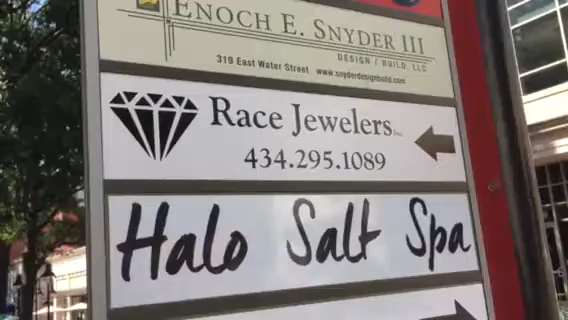 ENOCH E. SNYDER III
DESIGN / BUILD, LLC
319 East Water Street www.snyderdesignbuild.com
Race Jewelers Inc.
434.295.1089
Halo Salt Spa